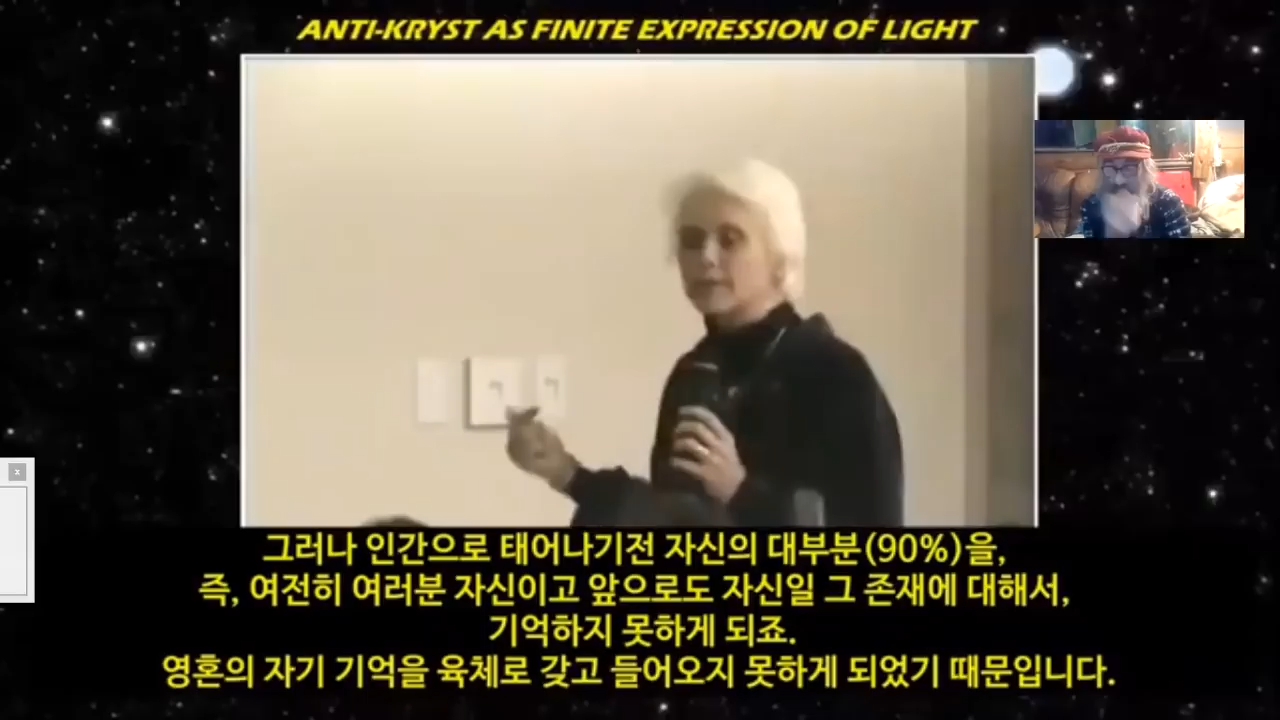 ANTI-KRYST AS FINITE EXPRESSION OF LIGHT
그러나 인간으로 태어나기전 자신의 대부분(90%)을,
즉, 여전히 여러분 자신이고 앞으로도 자신일 그 존재에 대해서,
기억하지 못하게 되죠.
영혼의 자기 기억을 육체로 갖고 들어오지 못하게 되었기 때문입니다.
x